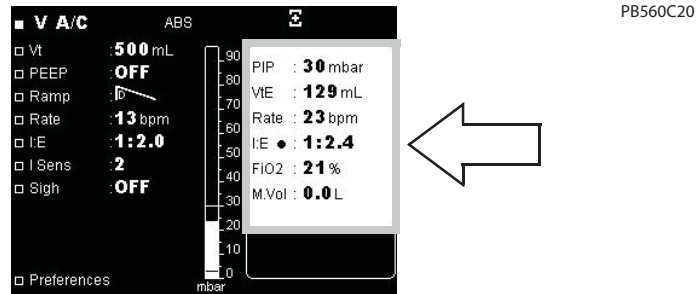 PB560C20
V A/C ABS
Vt :500 mL
PEEP :OFF
Ramp :
Rate :13 bpm
I:E :1:2.0
I Sens :2
Sigh :OFF
Preferences
90
80
70
60
50
40
30
20
10
0
mbar
PIP : 30 mbar
VtE : 129 mL
Rate : 23 bpm
I:E : 1:2.4
FiO2 : 21 %
M.Vol : 0.0 L